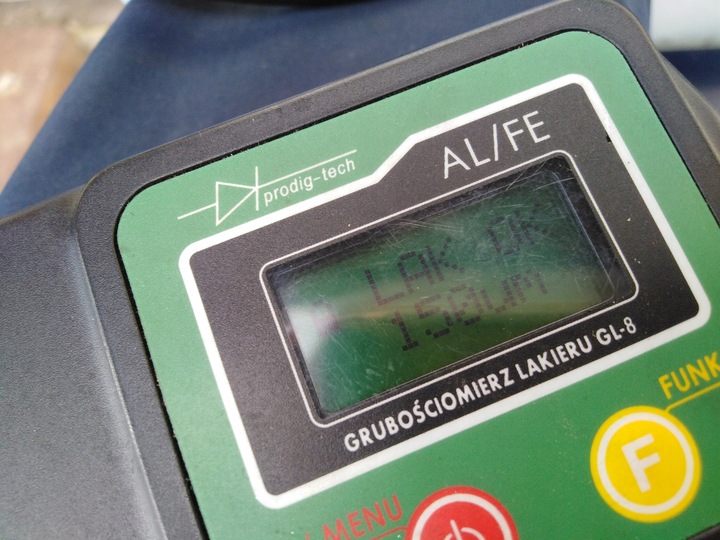 prodig-tech
AL/FE
LAK OK
150um
GRUBOŚCIOMIERZ LAKIERU GL-8
FUNK
MENU
F